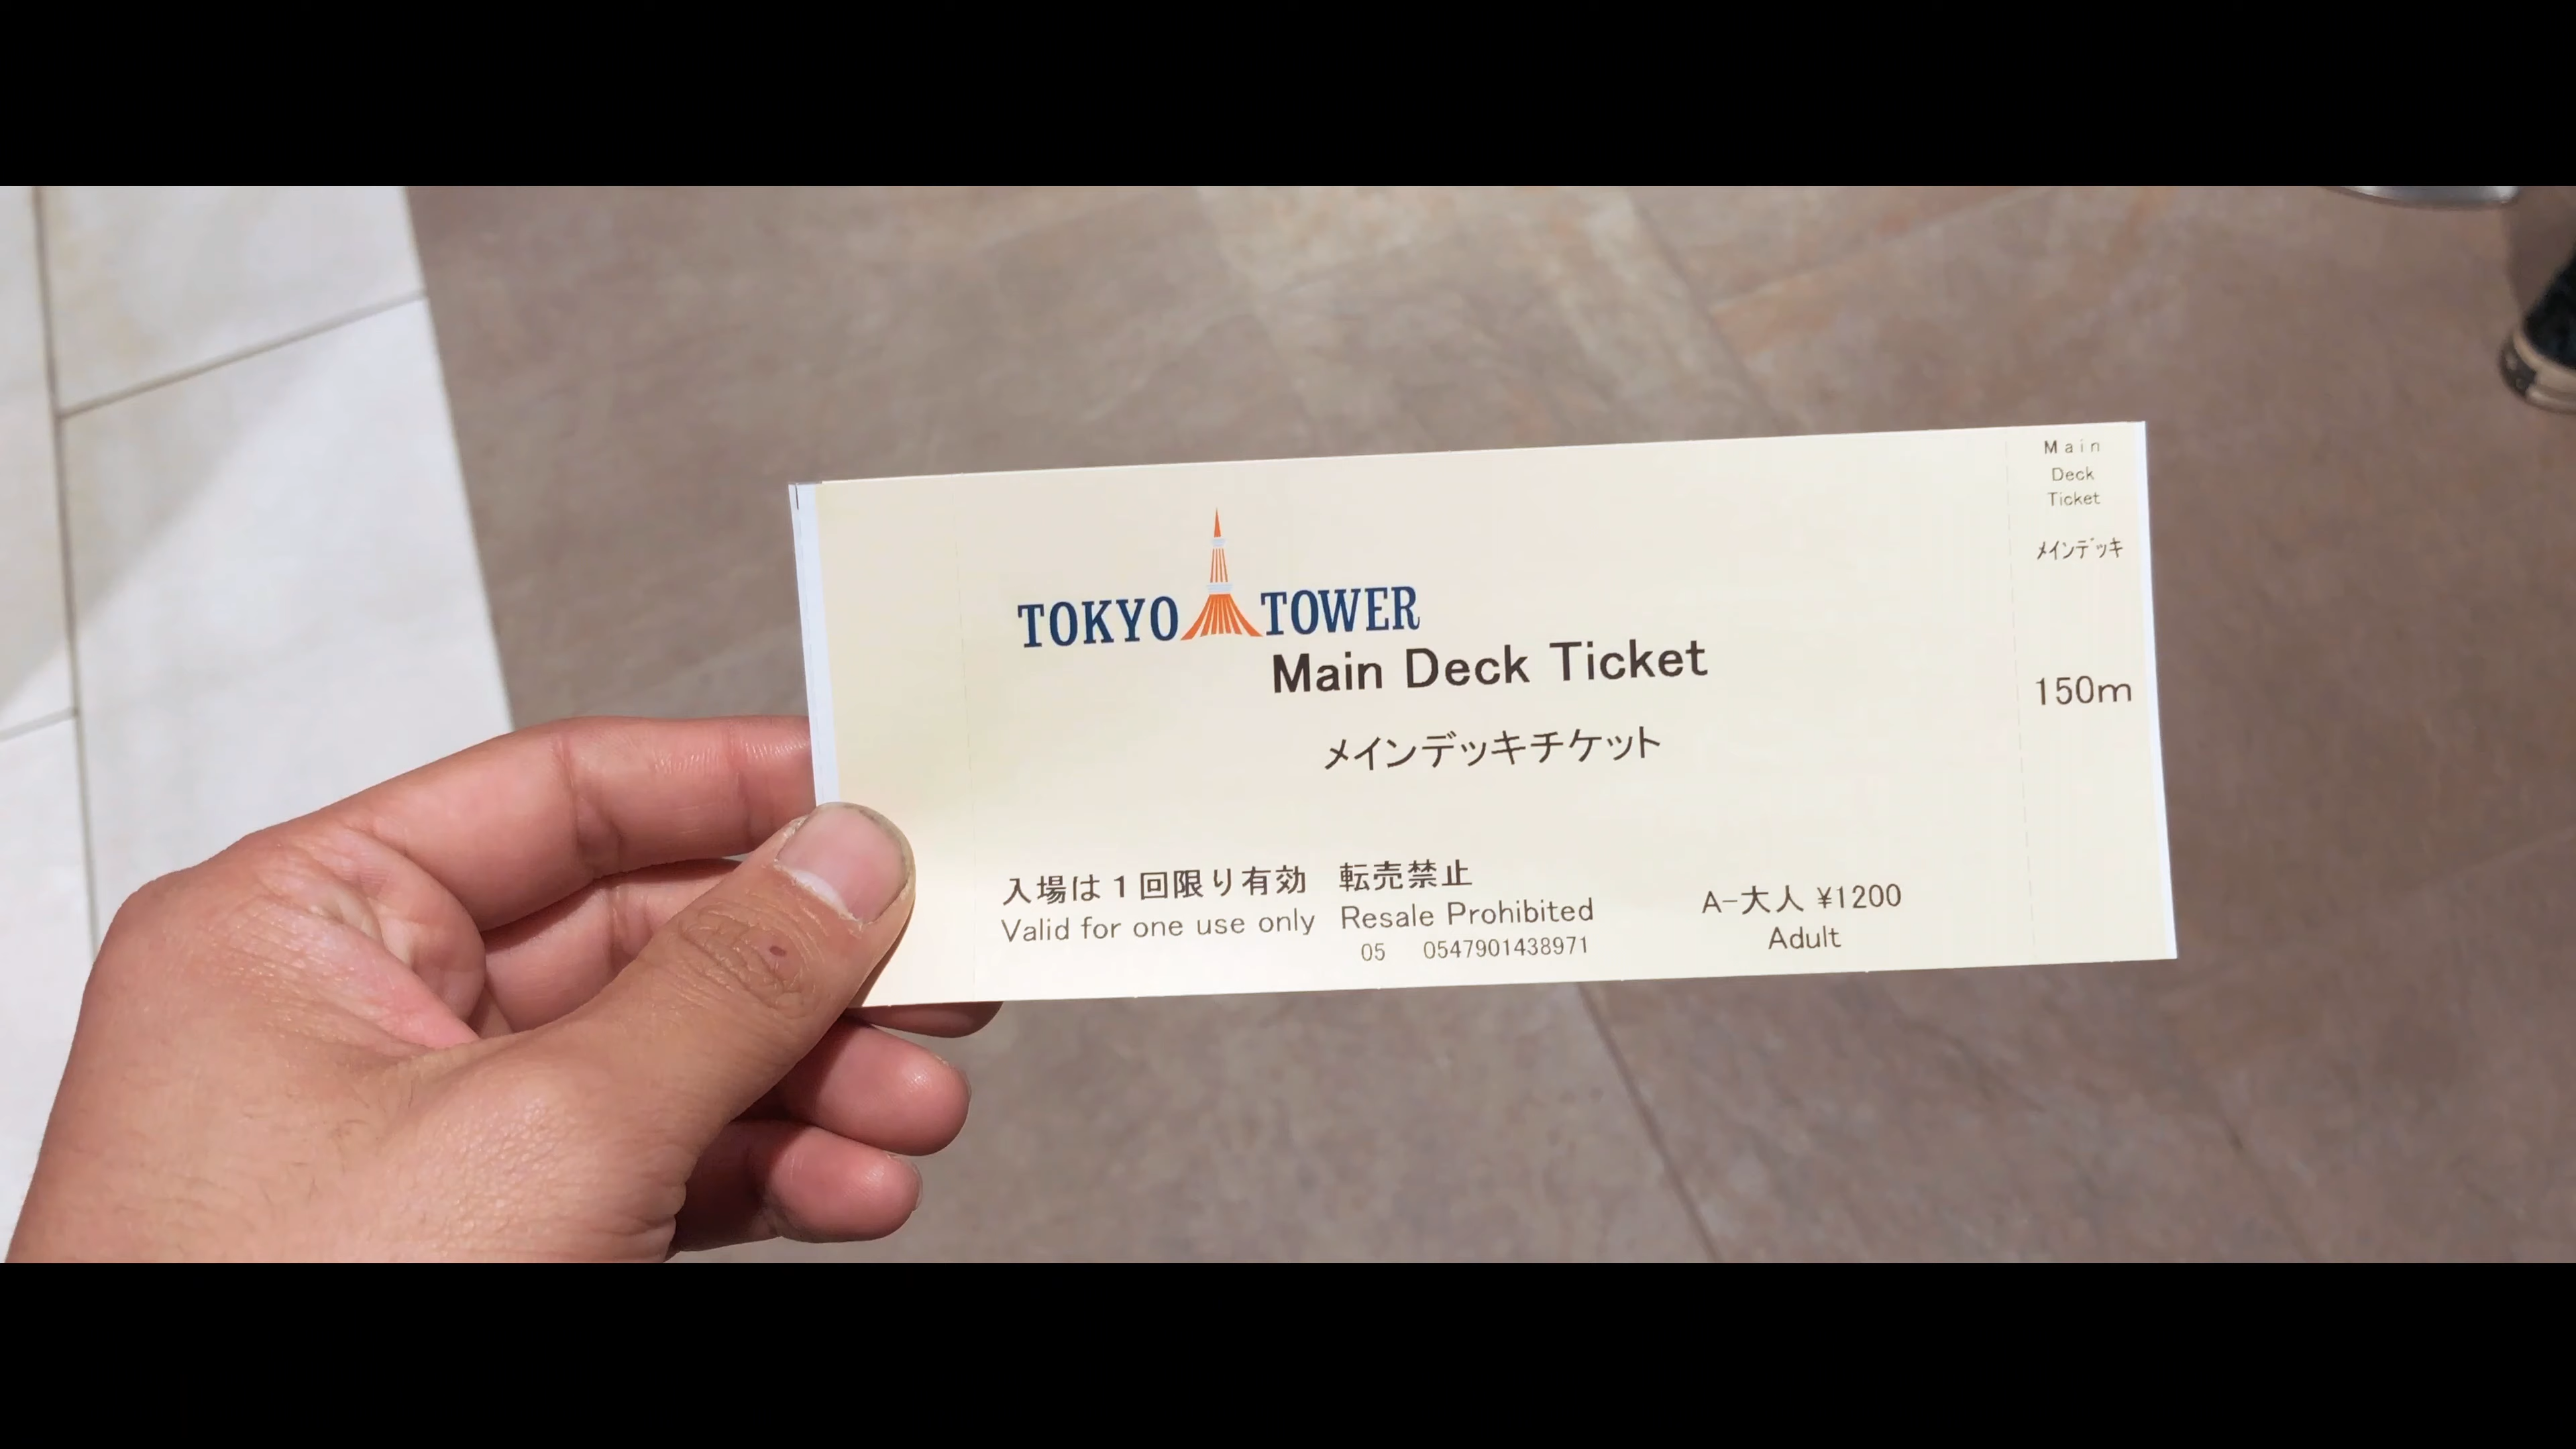 TOKYO TOWER
Main Deck Ticket
メインデッキチケット
入場は1回限り有効 転売禁止
Valid for one use only Resale Prohibited
05 0547901438971
A-大人 ¥1200
Adult
Main
Deck
Ticket
メインデッキ
150m